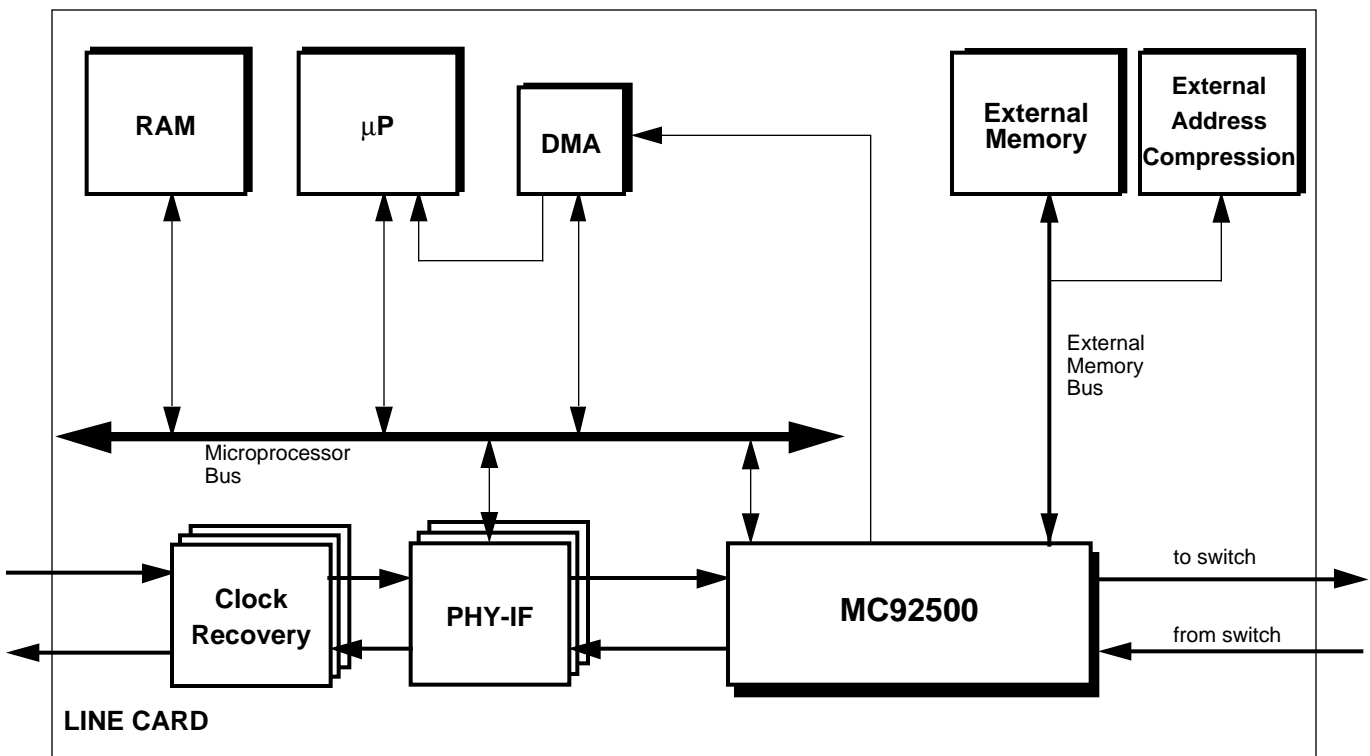 RAM
μP
DMA
External
Memory
External
Address
Compression
External
Memory
Bus
Microprocessor
Bus
Clock
Recovery
PHY-IF
MC92500
to switch
from switch
LINE CARD